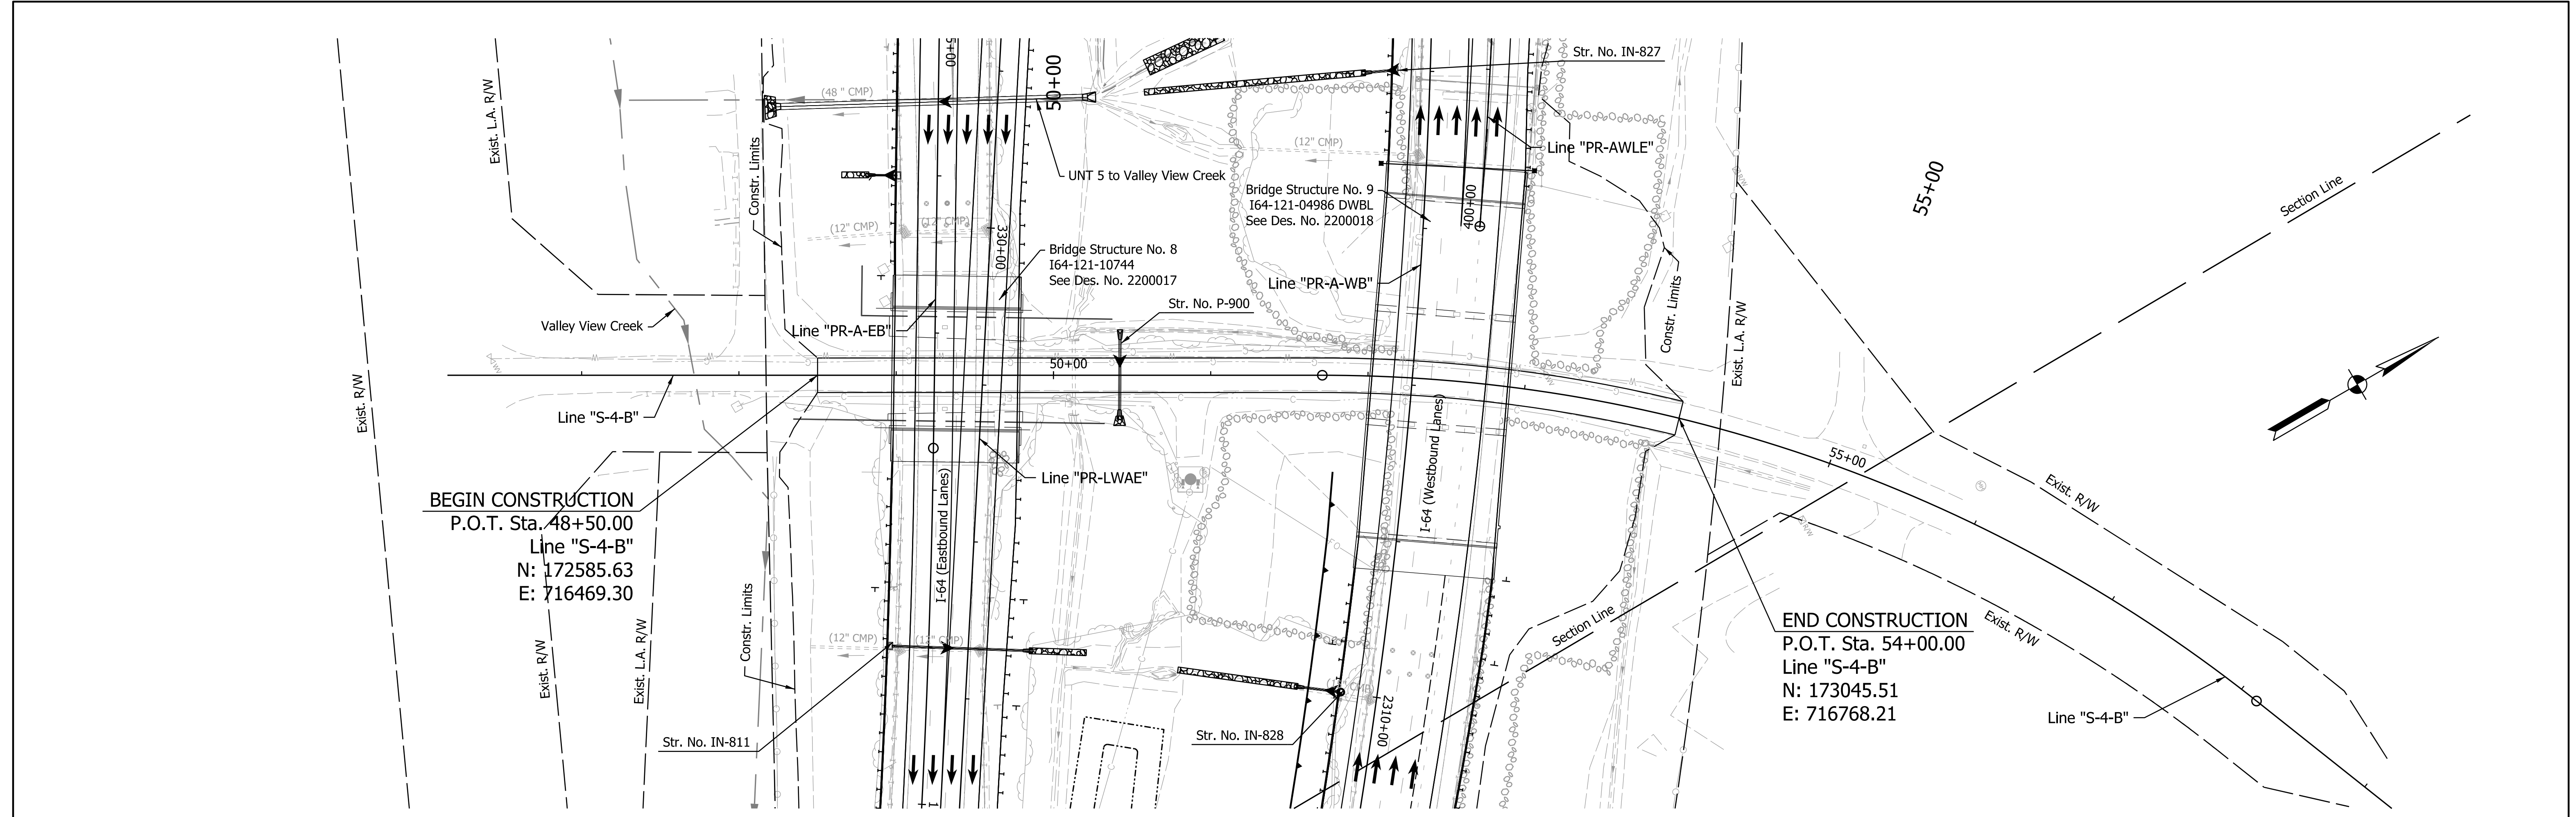 5+00
50+00
55+00
Str. No. IN-827
Exist. L.A. R/W
(48 " CMP)
Constr. Limits
UNT 5 to Valley View Creek
(12" CMP)
Line "PR-AWLE"
Bridge Structure No. 9
I64-121-04986 DWBL
See Des. No. 2200018
400+00
Section Line
(12" CMP)
(12" CMP)
330+00
Bridge Structure No. 8
I64-121-10744
See Des. No. 2200017
Line "PR-A-WB"
Str. No. P-900
Constr. Limits
Exist. L.A. R/W
Valley View Creek
Line "PR-A-EB"
50+00
Exist. R/W
Line "S-4-B"
I-64 (Westbound Lanes)
55+00
Line "PR-LWAE"
I-64 (Eastbound Lanes)
Exist. R/W
BEGIN CONSTRUCTION
P.O.T. Sta. 48+50.00
Line "S-4-B"
N: 172585.63
E: 716469.30
Constr. Limits
Exist. R/W
Exist. L.A. R/W
(12" CMP)
(12" CMP)
Section Line
Exist. R/W
END CONSTRUCTION
P.O.T. Sta. 54+00.00
Line "S-4-B"
N: 173045.51
E: 716768.21
2310+00
Str. No. IN-811
Str. No. IN-828
Line "S-4-B"